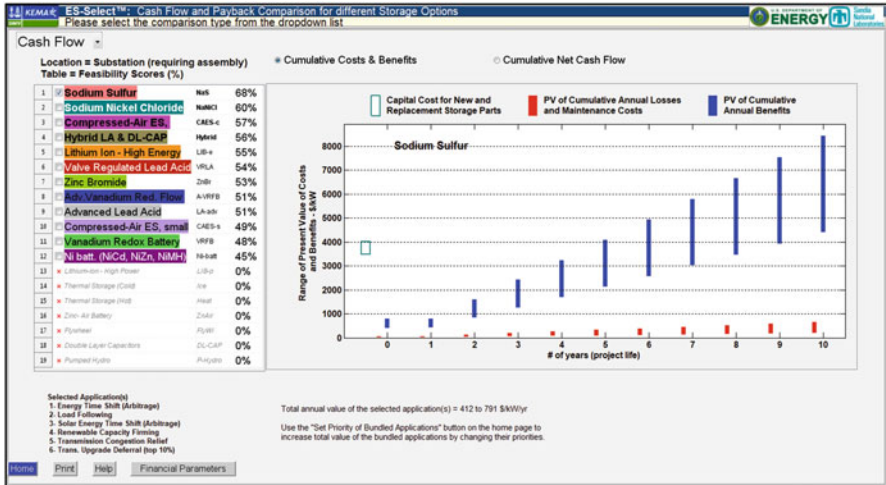 KEMA ES-Select™: Cash Flow and Payback Comparison for different Storage Options
Please select the comparison type from the dropdown list
U.S. DEPARTMENT OF
ENERGY
Sandia
National
Laboratories
Cash Flow
Location = Substation (requiring assembly)
Table = Feasibility Scores (%)
Cumulative Costs & Benefits
Cumulative Net Cash Flow
1 Sodium Sulfur NaS 68%
2 Sodium Nickel Chloride NaNiCl 60%
3 Compressed-Air ES, CAES-c 57%
4 Hybrid LA & DL-CAP Hybrid 56%
5 Lithium Ion - High Energy LIB-e 55%
6 Valve Regulated Lead Acid VRLA 54%
7 Zinc Bromide ZnBr 53%
8 Adv.Vanadium Red. Flow A-VRFB 51%
9 Advanced Lead Acid LA-adv 51%
10 Compressed-Air ES, small CAES-s 49%
11 Vanadium Redox Battery VRFB 48%
12 Ni batt. (NiCd, NiZn, NiMH) Ni-batt 45%
13 × Lithium-ion - High Power LIB-p 0%
14 × Thermal Storage (Cold) Ice 0%
15 × Thermal Storage (Hot) Heat 0%
16 × Zinc- Air Battery ZnAir 0%
17 × Flywheel FlyWl 0%
18 × Double Layer Capacitors DL-CAP 0%
19 × Pumped Hydro P-Hydro 0%
Capital Cost for New and
Replacement Storage Parts
PV of Cumulative Annual Losses
and Maintenance Costs
PV of Cumulative
Annual Benefits
Sodium Sulfur
Range of Present Value of Costs
and Benefits - $/kW
8000
7000
6000
5000
4000
3000
2000
1000
0
0 1 2 3 4 5 6 7 8 9 10
# of years (project life)
Selected Application(s)
1- Energy Time Shift (Arbitrage)
2- Load Following
3- Solar Energy Time Shift (Arbitrage)
4- Renewable Capacity Firming
5- Transmission Congestion Relief
6- Trans. Upgrade Deferral (top 10%)
Total annual value of the selected application(s) = 412 to 791 $/kW/yr
Use the "Set Priority of Bundled Applications" button on the home page to
increase total value of the bundled applications by changing their priorities.
Home Print Help Financial Parameters